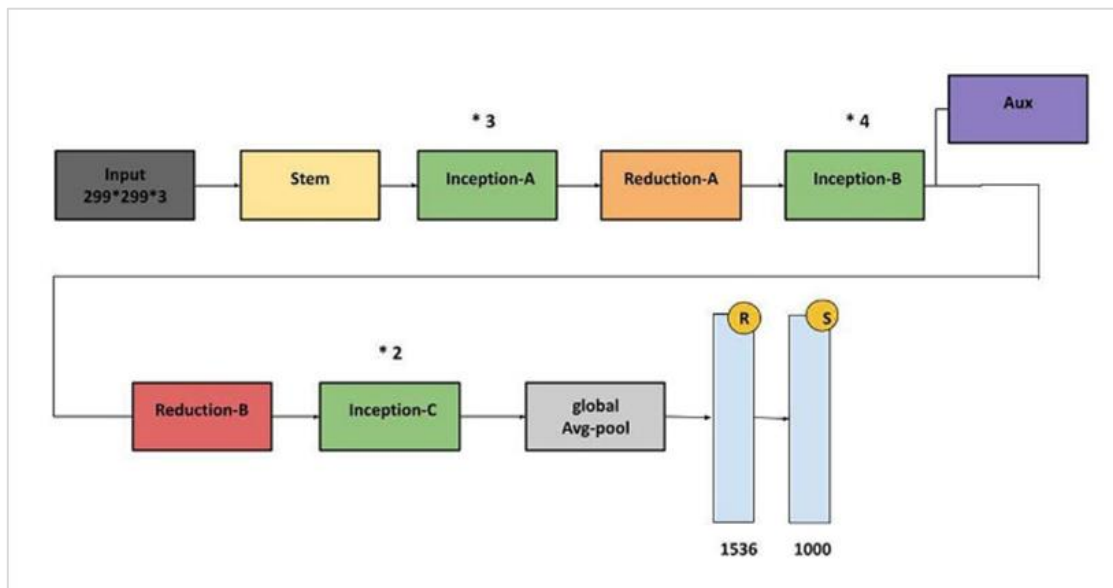 Aux
* 3
* 4
Input
299*299*3
Stem
Inception-A
Reduction-A
Inception-B
R
S
* 2
Reduction-B
Inception-C
global
Avg-pool
1536
1000